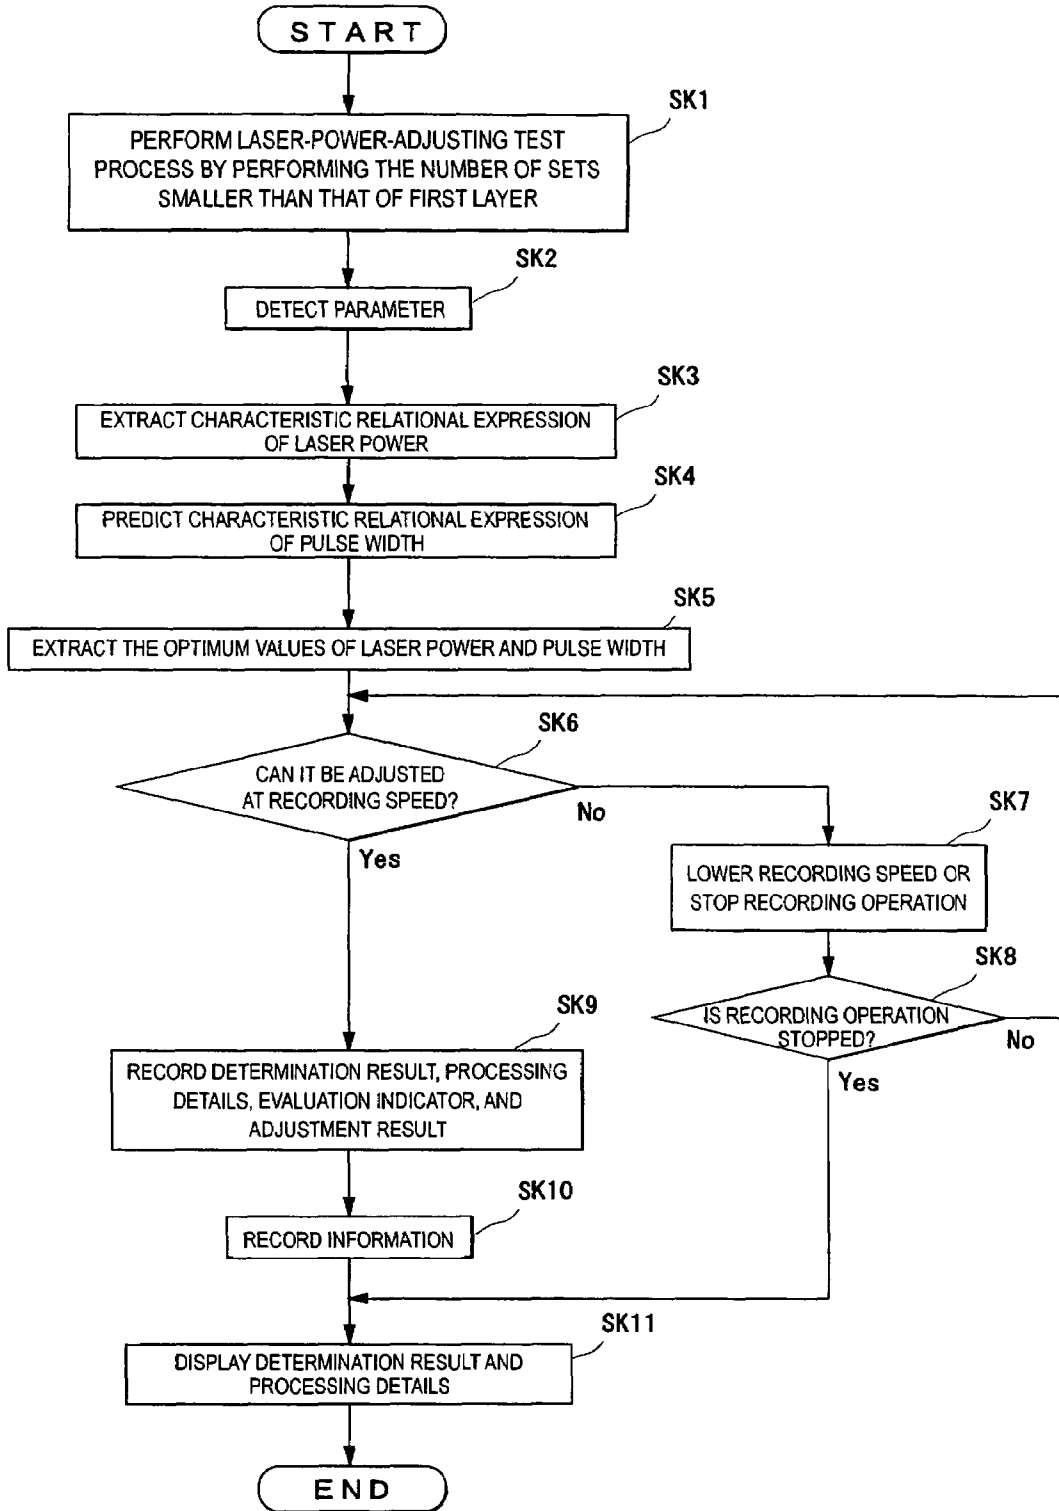 START
SK1
PERFORM LASER-POWER-ADJUSTING TEST
PROCESS BY PERFORMING THE NUMBER OF SETS
SMALLER THAN THAT OF FIRST LAYER
SK2
DETECT PARAMETER
SK3
EXTRACT CHARACTERISTIC RELATIONAL EXPRESSION
OF LASER POWER
SK4
PREDICT CHARACTERISTIC RELATIONAL EXPRESSION
OF PULSE WIDTH
SK5
EXTRACT THE OPTIMUM VALUES OF LASER POWER AND PULSE WIDTH
SK6
CAN IT BE ADJUSTED
AT RECORDING SPEED?
No
Yes
SK7
LOWER RECORDING SPEED OR
STOP RECORDING OPERATION
SK8
IS RECORDING OPERATION
STOPPED?
No
Yes
SK9
RECORD DETERMINATION RESULT, PROCESSING
DETAILS, EVALUATION INDICATOR, AND
ADJUSTMENT RESULT
SK10
RECORD INFORMATION
SK11
DISPLAY DETERMINATION RESULT AND
PROCESSING DETAILS
END